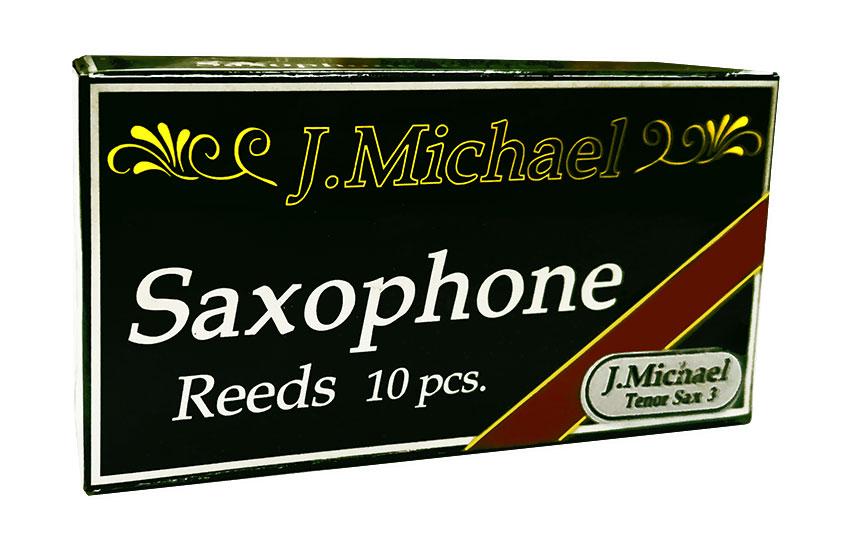 J.Michael
Saxophone
Reeds 10 pcs.
J.Michael
Tenor Sax 3